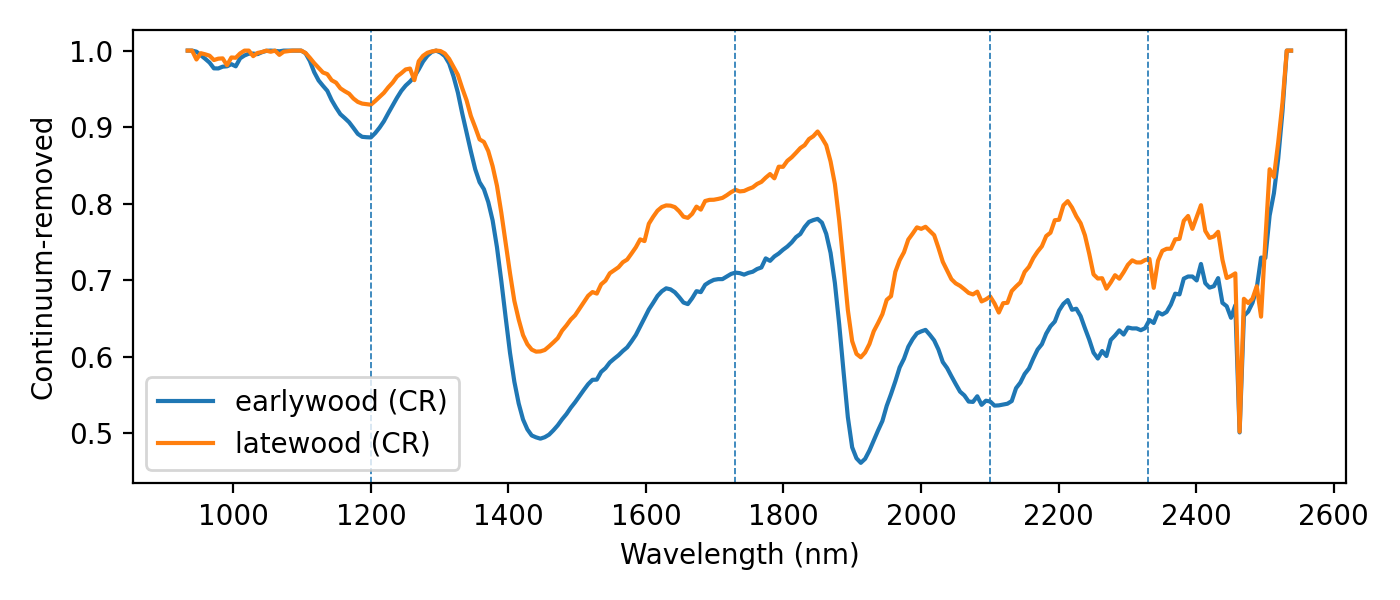 1.0
0.9
0.8
0.7
0.6
0.5
Continuum-removed
earlywood (CR)
latewood (CR)
1000 1200 1400 1600 1800 2000 2200 2400 2600
Wavelength (nm)